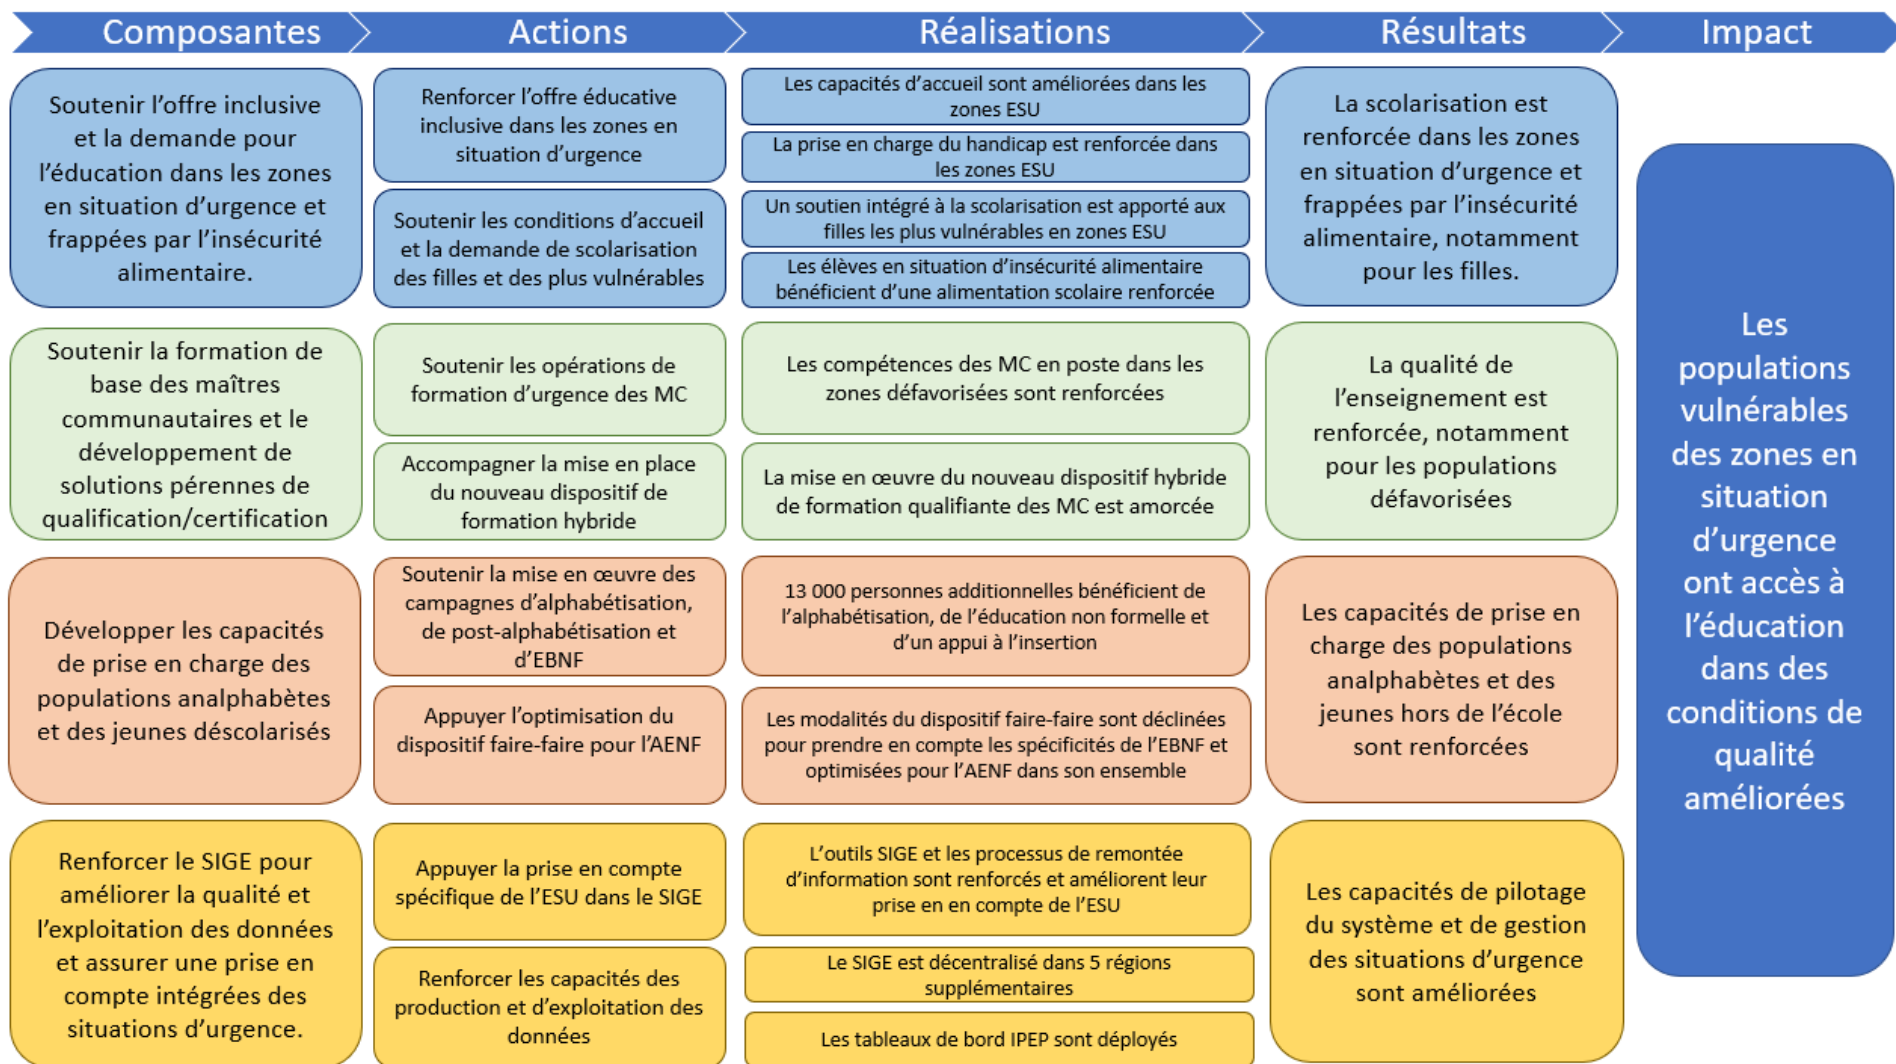 Composantes
Actions
Réalisations
Résultats
Impact
Soutenir l’offre inclusive
et la demande pour
l’éducation dans les zones
en situation d’urgence et
frappées par l’insécurité
alimentaire.
Renforcer l’offre éducative
inclusive dans les zones en
situation d’urgence
Soutenir les conditions d’accueil
et la demande de scolarisation
des filles et des plus vulnérables
Les capacités d’accueil sont améliorées dans les
zones ESU
La prise en charge du handicap est renforcée dans
les zones ESU
Un soutien intégré à la scolarisation est apporté aux
filles les plus vulnérables en zones ESU
Les élèves en situation d’insécurité alimentaire
bénéficient d’une alimentation scolaire renforcée
La scolarisation est
renforcée dans les zones
en situation d’urgence et
frappées par l’insécurité
alimentaire, notamment
pour les filles.
Soutenir la formation de
base des maîtres
communautaires et le
développement de
solutions pérennes de
qualification/certification
Soutenir les opérations de
formation d’urgence des MC
Accompagner la mise en place
du nouveau dispositif de
formation hybride
Les compétences des MC en poste dans les
zones défavorisées sont renforcées
La mise en œuvre du nouveau dispositif hybride
de formation qualifiante des MC est amorcée
La qualité de
l’enseignement est
renforcée, notamment
pour les populations
défavorisées
Développer les capacités
de prise en charge des
populations analphabètes
et des jeunes déscolarisés
Soutenir la mise en œuvre des
campagnes d’alphabétisation,
de post-alphabétisation et
d’EBNF
Appuyer l’optimisation du
dispositif faire-faire pour l’AENF
13 000 personnes additionnelles bénéficient de
l’alphabétisation, de l’éducation non formelle et
d’un appui à l’insertion
Les modalités du dispositif faire-faire sont déclinées
pour prendre en compte les spécificités de l’EBNF et
optimisées pour l’AENF dans son ensemble
Les capacités de prise en
charge des populations
analphabètes et des
jeunes hors de l’école
sont renforcées
Renforcer le SIGE pour
améliorer la qualité et
l’exploitation des données
et assurer une prise en
compte intégrées des
situations d’urgence.
Appuyer la prise en compte
spécifique de l’ESU dans le SIGE
Renforcer les capacités des
production et d’exploitation des
données
L’outils SIGE et les processus de remontée
d’information sont renforcés et améliorent leur
prise en en compte de l’ESU
Le SIGE est décentralisé dans 5 régions
supplémentaires
Les tableaux de bord IPEP sont déployés
Les capacités de pilotage
du système et de gestion
des situations d’urgence
sont améliorées
Les
populations
vulnérables
des zones en
situation
d’urgence
ont accès à
l’éducation
dans des
conditions de
qualité
améliorées